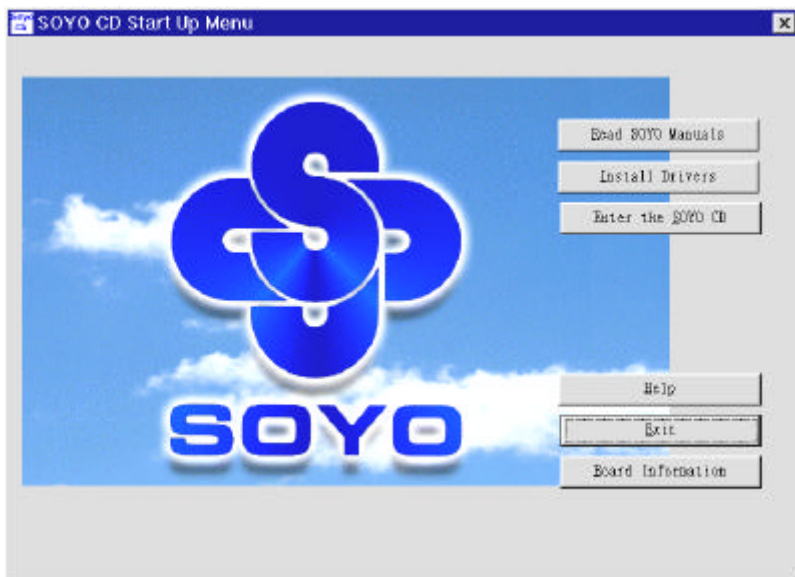 SOYO CD Start Up Menu
Read SOYO Manuals
Install Drivers
Enter the SOYO CD
SOYO
Help
Exit
Board Information